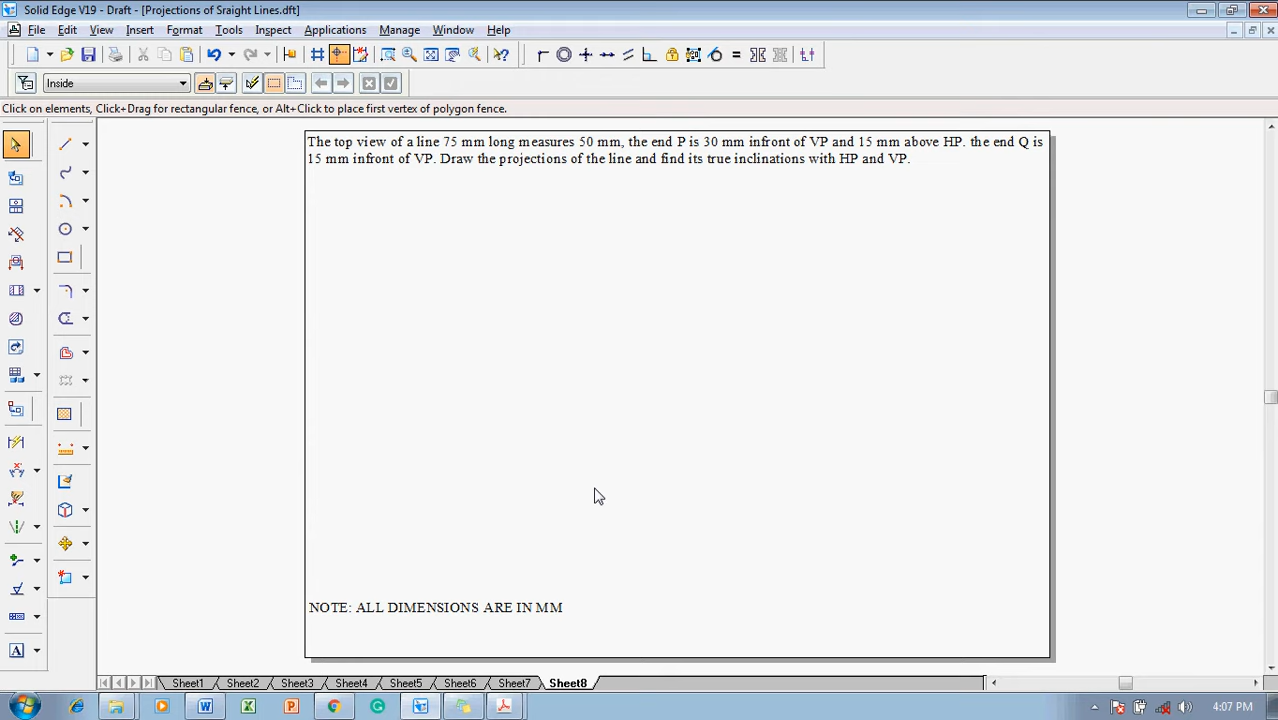 Solid Edge V19 - Draft - [Projections of Sraight Lines.dft]
File Edit View Insert Format Tools Inspect Applications Manage Window Help
Inside
Click on elements, Click+Drag for rectangular fence, or Alt+Click to place first vertex of polygon fence.
The top view of a line 75 mm long measures 50 mm, the end P is 30 mm infront of VP and 15 mm above HP. the end Q is
15 mm infront of VP. Draw the projections of the line and find its true inclinations with HP and VP.
NOTE: ALL DIMENSIONS ARE IN MM
Sheet1 Sheet2 Sheet3 Sheet4 Sheet5 Sheet6 Sheet7 Sheet8
4:07 PM